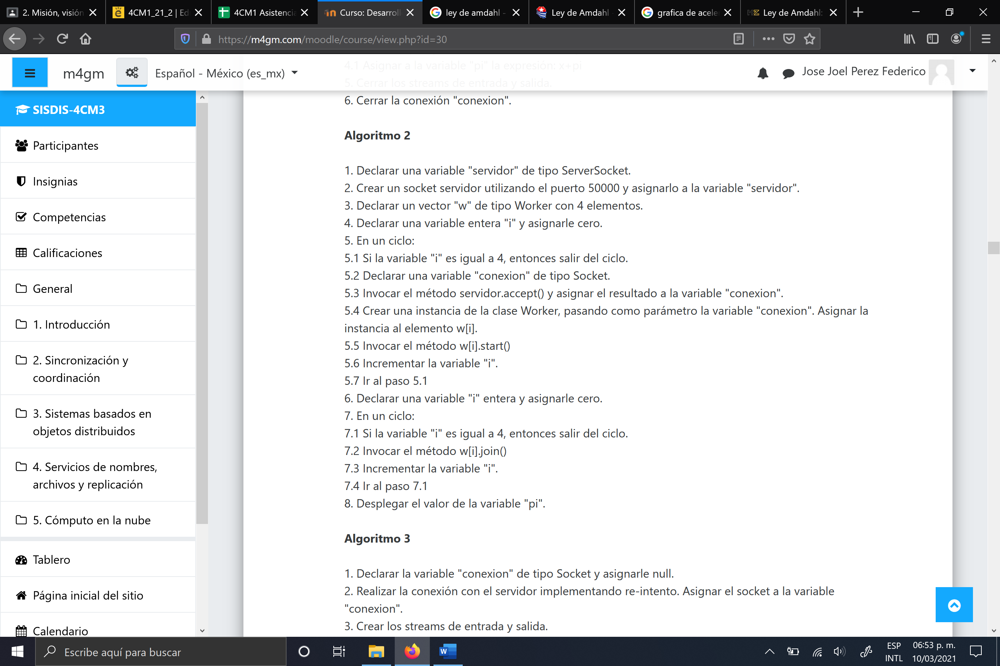 2. Misión, visión
4CM1_21_2 | Ed
4CM1 Asistencia
Curso: Desarroll
ley de amdahl -
Ley de Amdahl
grafica de acele
Ley de Amdahl:
https://m4gm.com/moodle/course/view.php?id=30
m4gm
Español - México (es_mx)
Jose Joel Perez Federico
SISDIS-4CM3
Participantes
Insignias
Competencias
Calificaciones
General
1. Introducción
2. Sincronización y
coordinación
3. Sistemas basados en
objetos distribuidos
4. Servicios de nombres,
archivos y replicación
5. Cómputo en la nube
Tablero
Página inicial del sitio
Calendario
4.1 Asignar a la variable "pi" la expresión: x+pi
5. Cerrar los streams de entrada y salida.
6. Cerrar la conexión "conexion".
Algoritmo 2
1. Declarar una variable "servidor" de tipo ServerSocket.
2. Crear un socket servidor utilizando el puerto 50000 y asignarlo a la variable "servidor".
3. Declarar un vector "w" de tipo Worker con 4 elementos.
4. Declarar una variable entera "i" y asignarle cero.
5. En un ciclo:
5.1 Si la variable "i" es igual a 4, entonces salir del ciclo.
5.2 Declarar una variable "conexion" de tipo Socket.
5.3 Invocar el método servidor.accept() y asignar el resultado a la variable "conexion".
5.4 Crear una instancia de la clase Worker, pasando como parámetro la variable "conexion". Asignar la
instancia al elemento w[i].
5.5 Invocar el método w[i].start()
5.6 Incrementar la variable "i".
5.7 Ir al paso 5.1
6. Declarar una variable "i" entera y asignarle cero.
7. En un ciclo:
7.1 Si la variable "i" es igual a 4, entonces salir del ciclo.
7.2 Invocar el método w[i].join()
7.3 Incrementar la variable "i".
7.4 Ir al paso 7.1
8. Desplegar el valor de la variable "pi".
Algoritmo 3
1. Declarar la variable "conexion" de tipo Socket y asignarle null.
2. Realizar la conexión con el servidor implementando re-intento. Asignar el socket a la variable
"conexion".
3. Crear los streams de entrada y salida.
Escribe aquí para buscar
ESP
INTL
06:53 p. m.
10/03/2021